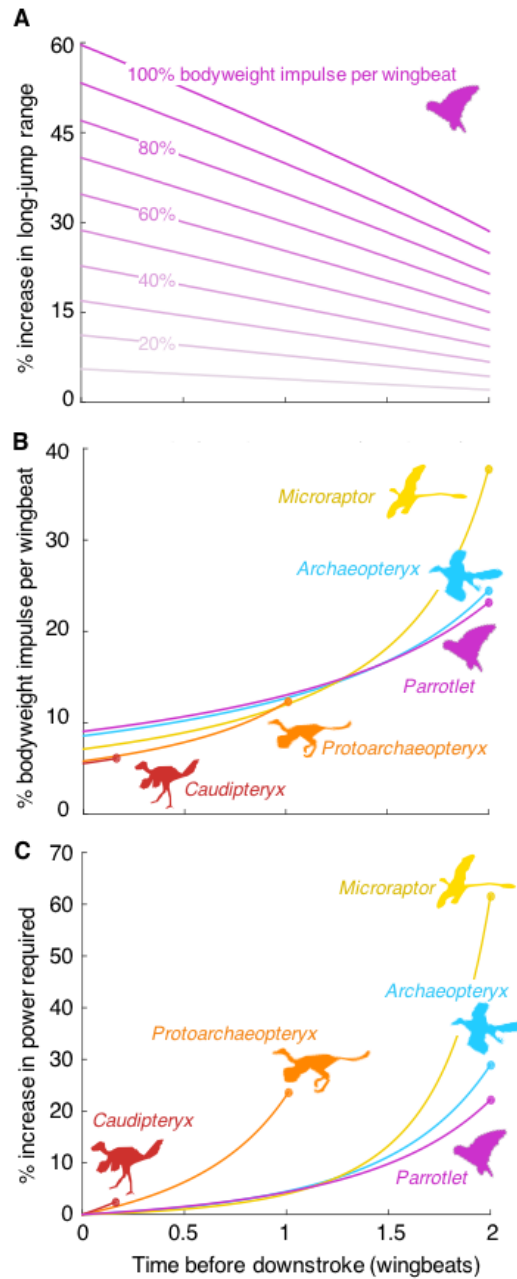 A
% increase in long-jump range
60
45
30
15
0
100% bodyweight impulse per wingbeat
80%
60%
40%
20%
B
% bodyweight impulse per wingbeat
40
30
20
10
0
Microraptor
Archaeopteryx
Parrotlet
Protoarchaeopteryx
Caudipteryx
C
% increase in power required
70
60
50
40
30
20
10
0
Microraptor
Archaeopteryx
Protoarchaeopteryx
Caudipteryx
Parrotlet
0 0.5 1 1.5 2
Time before downstroke (wingbeats)